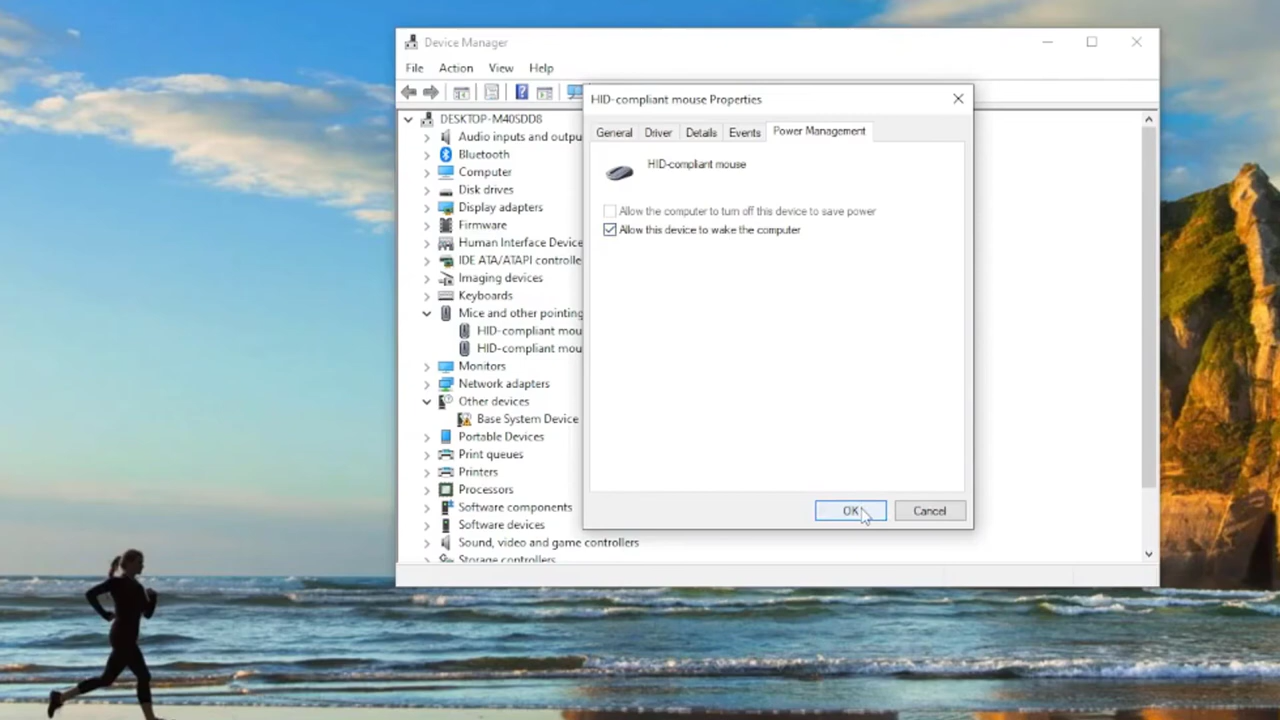 Device Manager
File Action View Help
HID-compliant mouse Properties
DESKTOP-M40SDD8
Audio inputs and outpu
Bluetooth
Computer
Disk drives
Display adapters
Firmware
Human Interface Device
IDE ATA/ATAPI controlle
Imaging devices
Keyboards
Mice and other pointing
HID-compliant mou
HID-compliant mou
Monitors
Network adapters
Other devices
Base System Device
Portable Devices
Print queues
Printers
Processors
Software components
Software devices
Sound, video and game controllers
Storage controllers
General Driver Details Events Power Management
HID-compliant mouse
Allow the computer to turn off this device to save power
Allow this device to wake the computer
OK Cancel